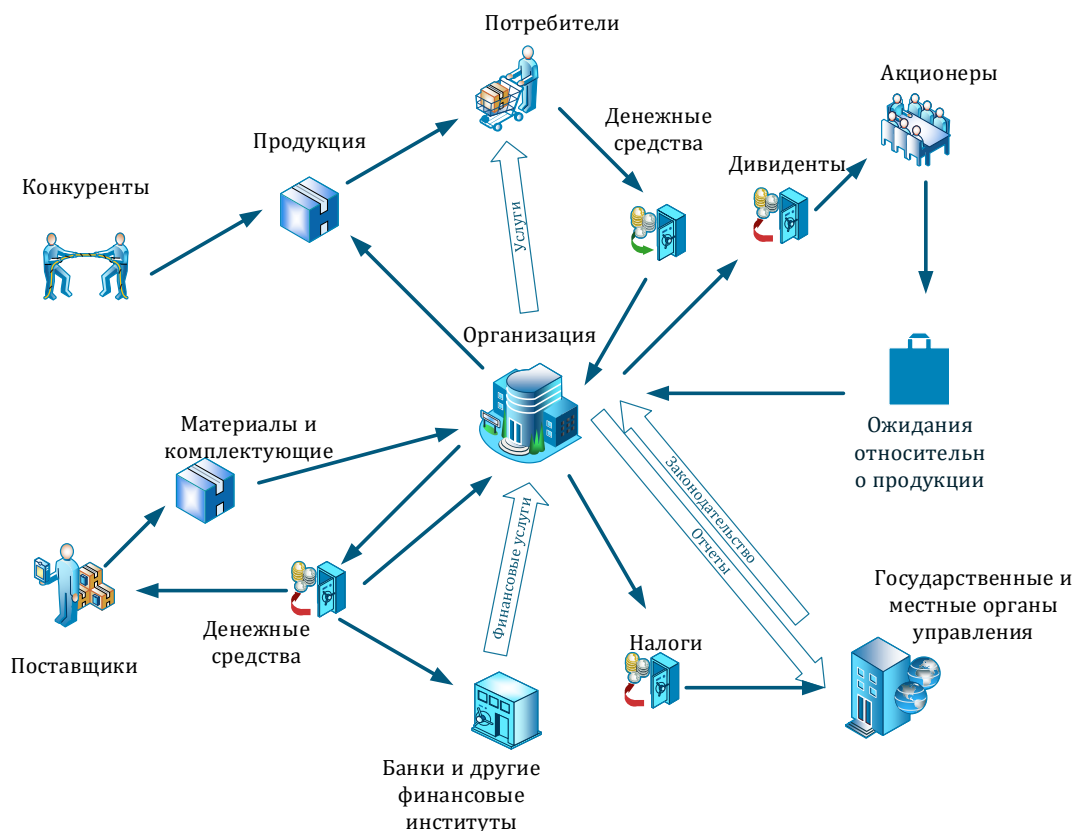 Потребители
Акционеры
Денежные
средства
Продукция
Дивиденты
Конкуренты
Услуги
Организация
Материалы и
комплектующие
Ожидания
относительн
о продукции
Законодательство
Отчеты
Финансовые услуги
Государственные и
местные органы
управления
Денежные
средства
Налоги
Поставщики
Банки и другие
финансовые
институты